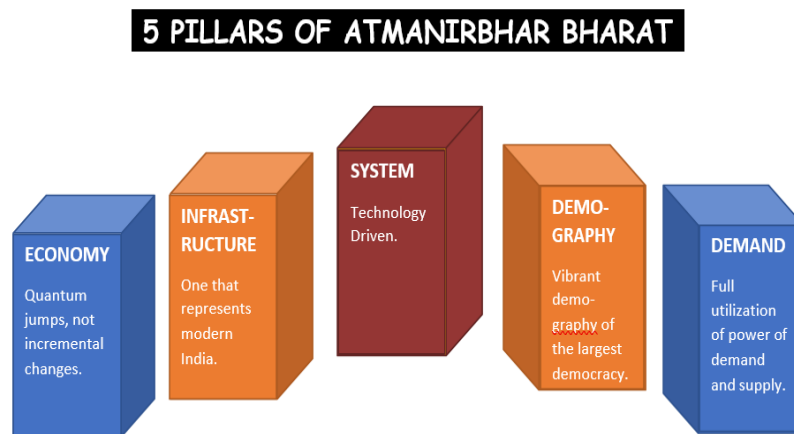 5 PILLARS OF ATMANIRBHAR BHARAT
ECONOMY
Quantum
jumps, not
incremental
changes.
INFRAST-
RUCTURE
One that
represents
modern
India.
SYSTEM
Technology
Driven.
DEMO-
GRAPHY
Vibrant
demo-
graphy of
the largest
democracy.
DEMAND
Full
utilization
of power of
demand
and supply.